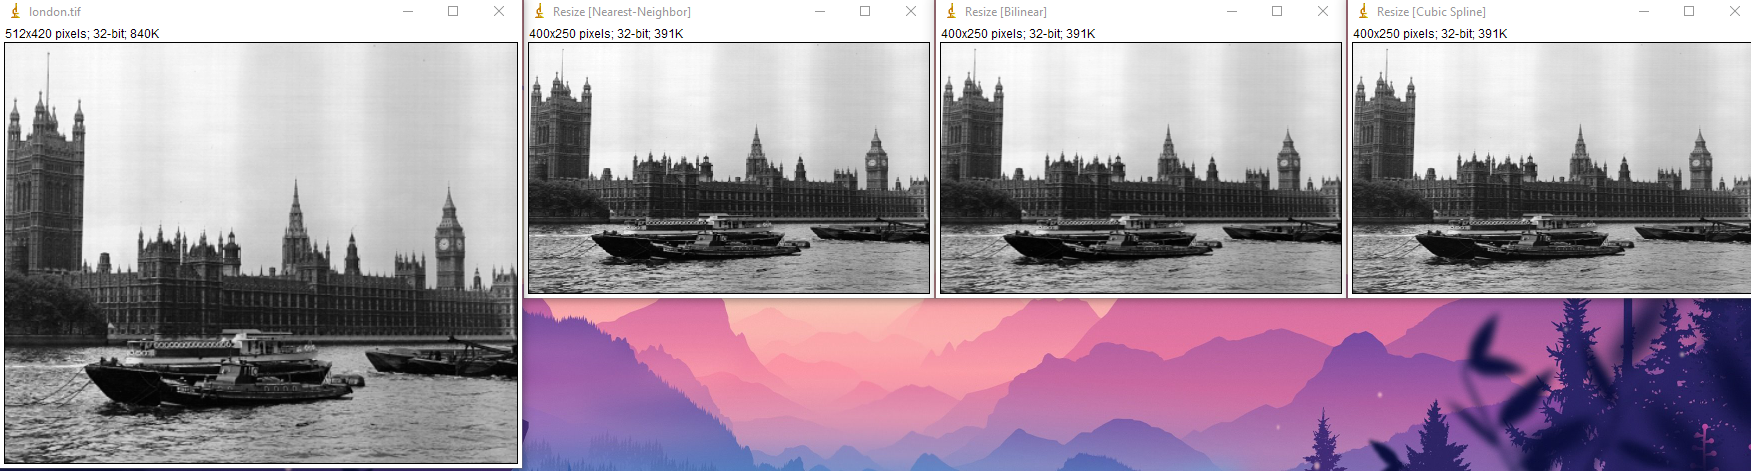 london.tif
512x420 pixels; 32-bit; 840K
Resize [Nearest-Neighbor]
400x250 pixels; 32-bit; 391K
Resize [Bilinear]
400x250 pixels; 32-bit; 391K
Resize [Cubic Spline]
400x250 pixels; 32-bit; 391K